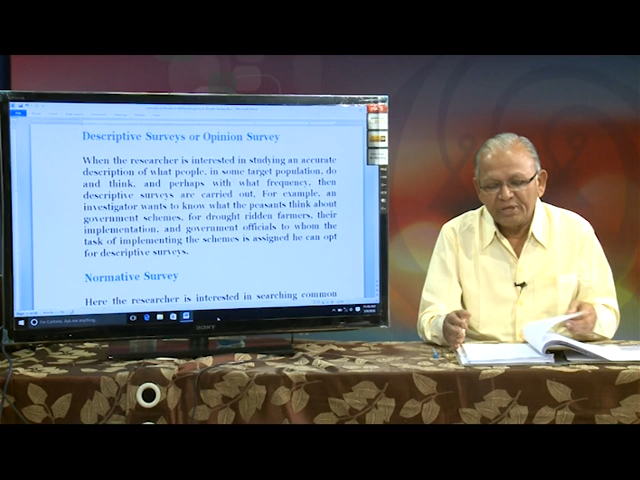 Descriptive Surveys or Opinion Survey
When the researcher is interested in studying an accurate
description of what people, in some target population, do
and think, and perhaps with what frequency, then
descriptive surveys are carried out. For example, an
investigator wants to know what the peasants think about
government schemes, for drought ridden farmers, their
implementation, and government officials to whom the
task of implementing the schemes is assigned he can opt
for descriptive surveys.
Normative Survey
Here the researcher is interested in searching common
I'm Cortana. Ask me anything.
SONY